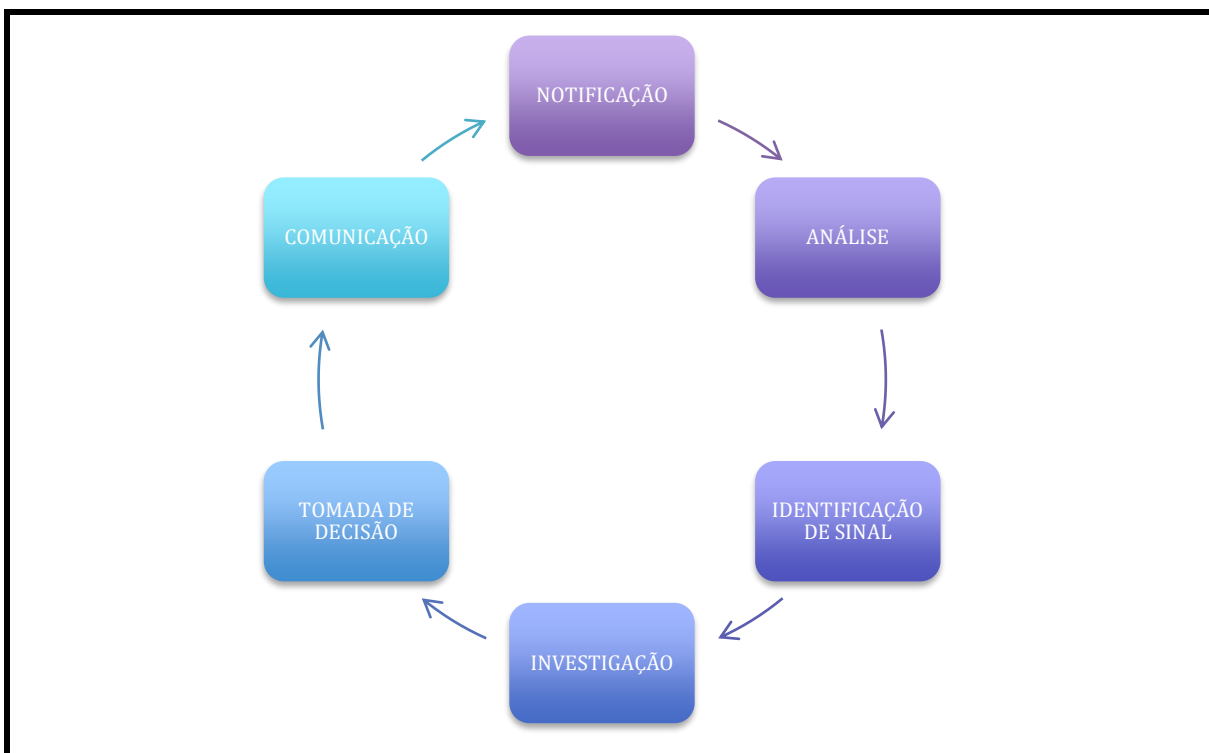 NOTIFICAÇÃO
ANÁLISE
IDENTIFICAÇÃO
DE SINAL
INVESTIGAÇÃO
TOMADA DE
DECISÃO
COMUNICAÇÃO